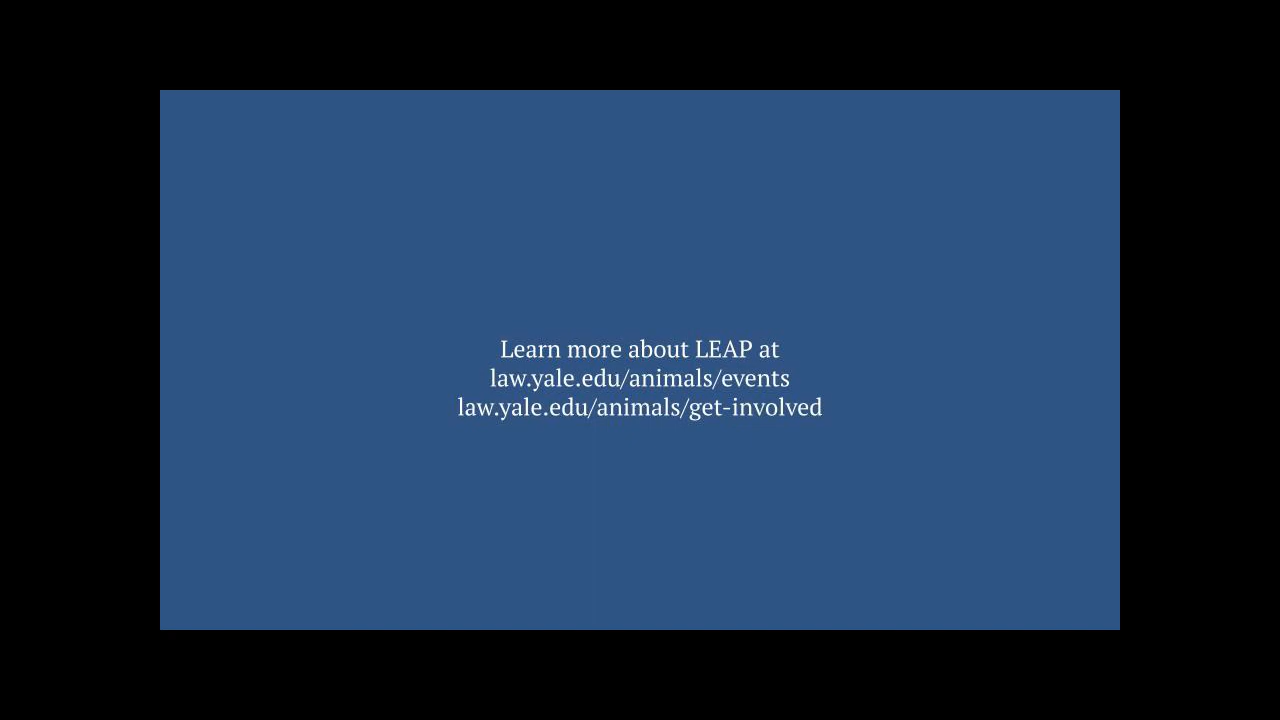 Learn more about LEAP at
law.yale.edu/animals/events
law.yale.edu/animals/get-involved